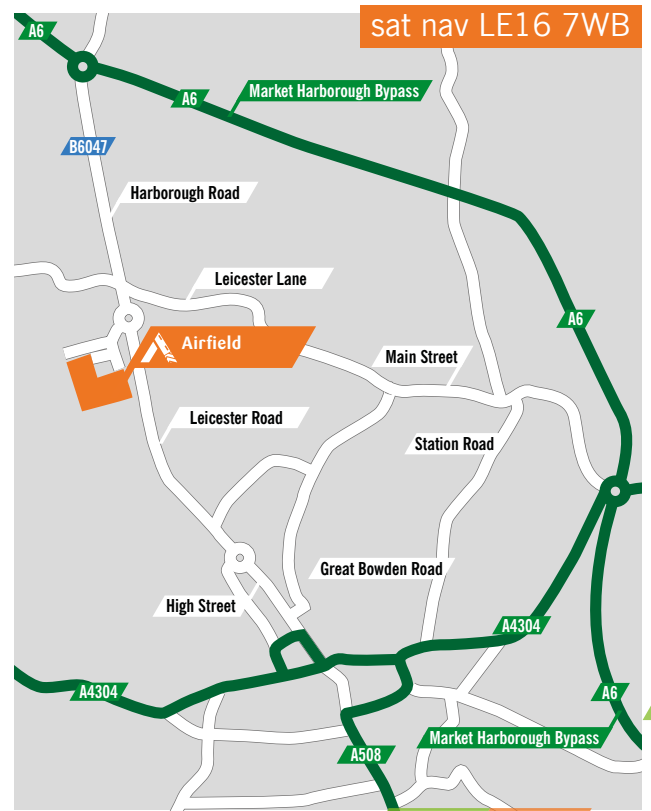 sat nav LE16 7WB
A6
Market Harborough Bypass
A6
B6047
Harborough Road
Leicester Lane
A6
Airfield
Main Street
Leicester Road
Station Road
Great Bowden Road
High Street
A4304
A4304
A6
Market Harborough Bypass
A508